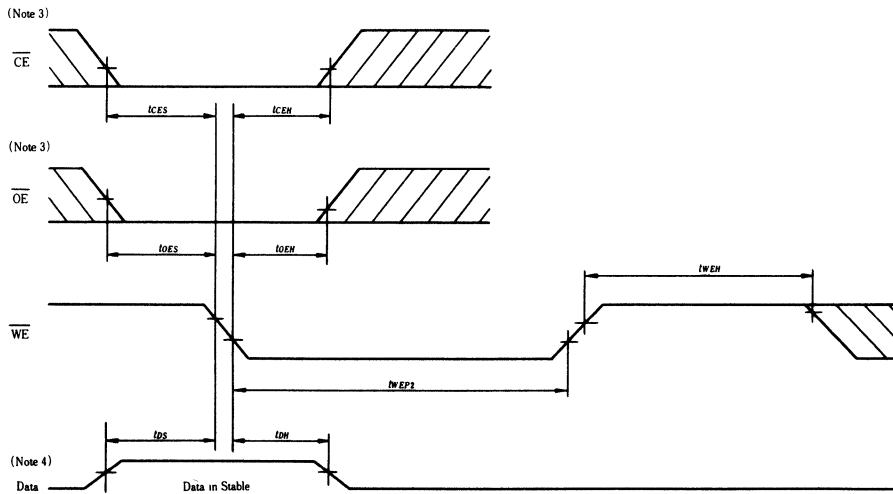 (Note 3)
CE
tCES
tCEH
(Note 3)
OE
tOES
tOEH
tWEH
WE
tWEP2
tDS
tDH
(Note 4)
Data
Data in Stable